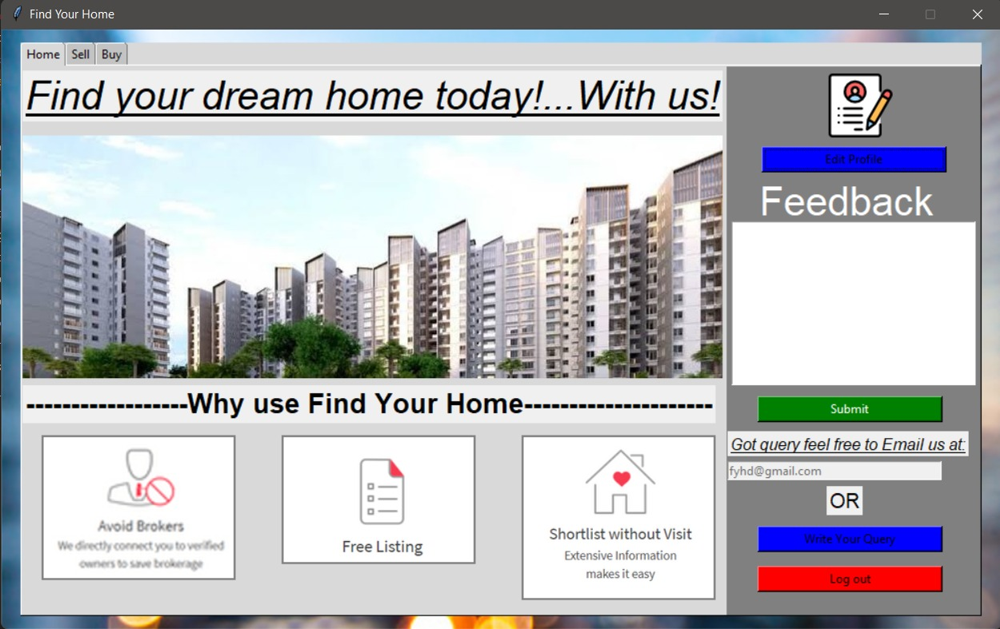 Find Your Home
Home Sell Buy
Find your dream home today!...With us!
Edit Profile
Feedback
------------------Why use Find Your Home---------------------
Submit
Got query feel free to Email us at:
fyhd@gmail.com
OR
Write Your Query
Log out
Avoid Brokers
We directly connect you to verified
owners to save brokerage
Free Listing
Shortlist without Visit
Extensive Information
makes it easy